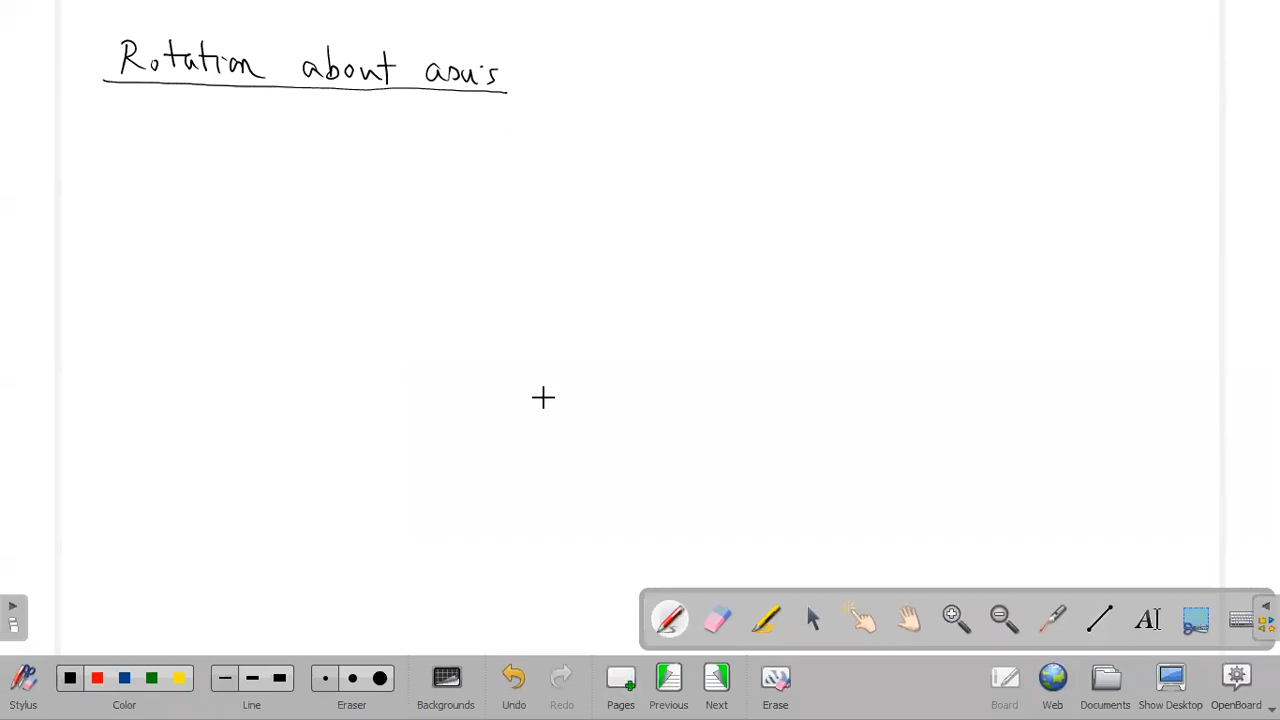 Rotation about axis
Stylus
Color
Line
Eraser
Backgrounds
Undo
Redo
Pages
Previous
Next
Erase
Board
Web
Documents
Show Desktop
OpenBoard